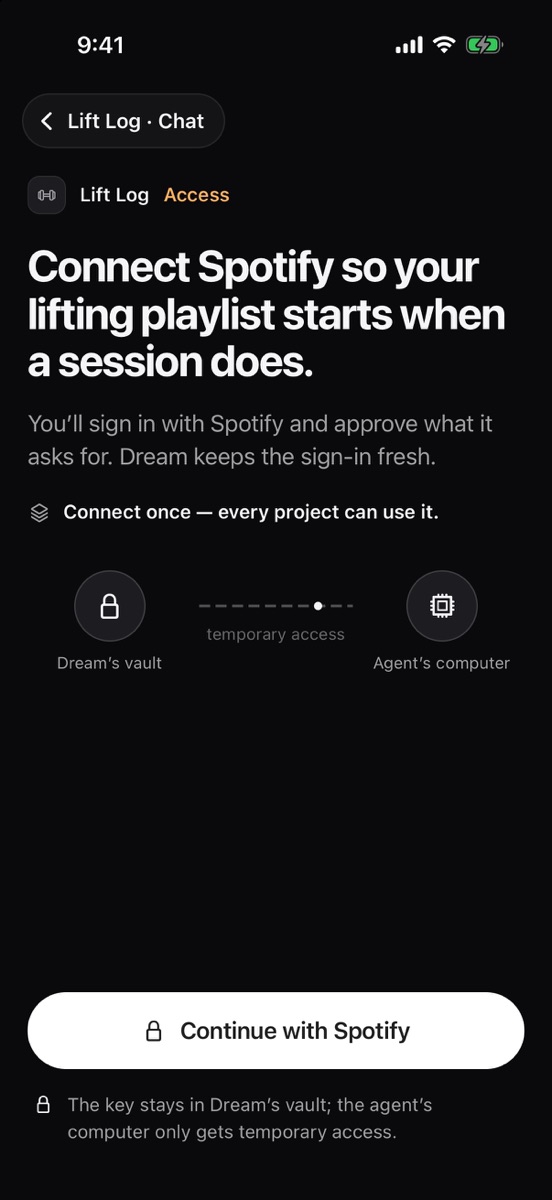 9:41
Lift Log · Chat
Lift Log Access
Connect Spotify so your
lifting playlist starts when
a session does.
You’ll sign in with Spotify and approve what it
asks for. Dream keeps the sign-in fresh.
Connect once — every project can use it.
temporary access
Dream’s vault
Agent’s computer
Continue with Spotify
The key stays in Dream’s vault; the agent’s
computer only gets temporary access.